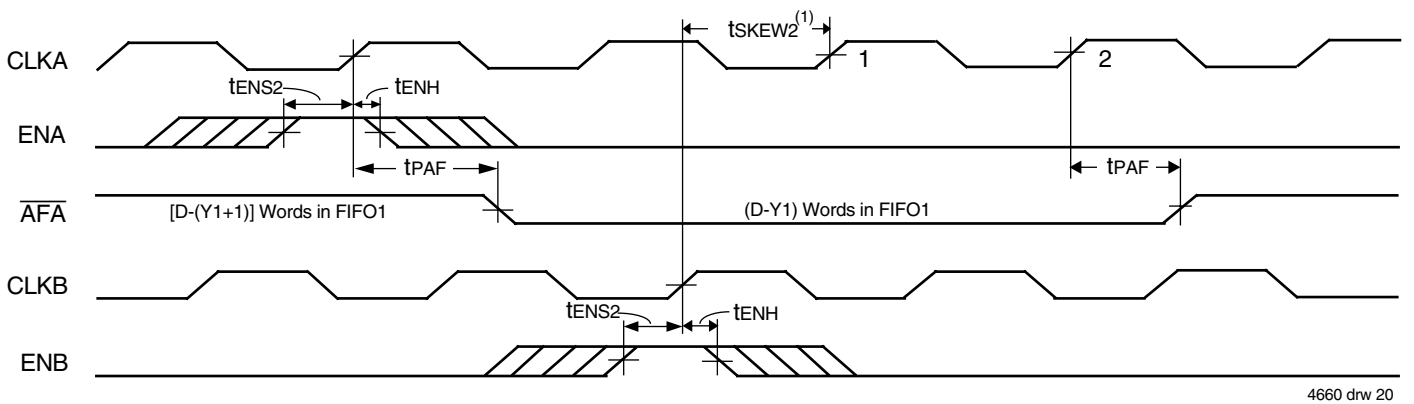 tSKEW2(1)
CLKA
1
2
tENS2
tENH
ENA
tPAF
tPAF
AFA
[D-(Y1+1)] Words in FIFO1
(D-Y1) Words in FIFO1
CLKB
tENS2
tENH
ENB
4660 drw 20